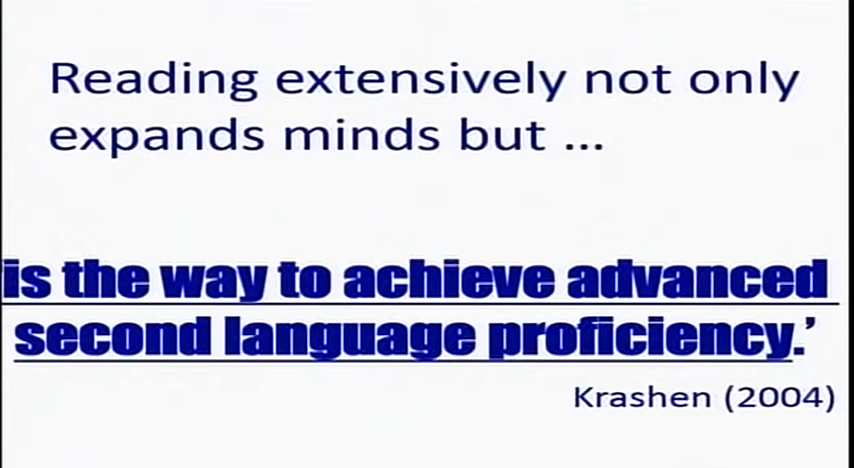 Reading extensively not only
expands minds but ...
is the way to achieve advanced
second language proficiency.’
Krashen (2004)